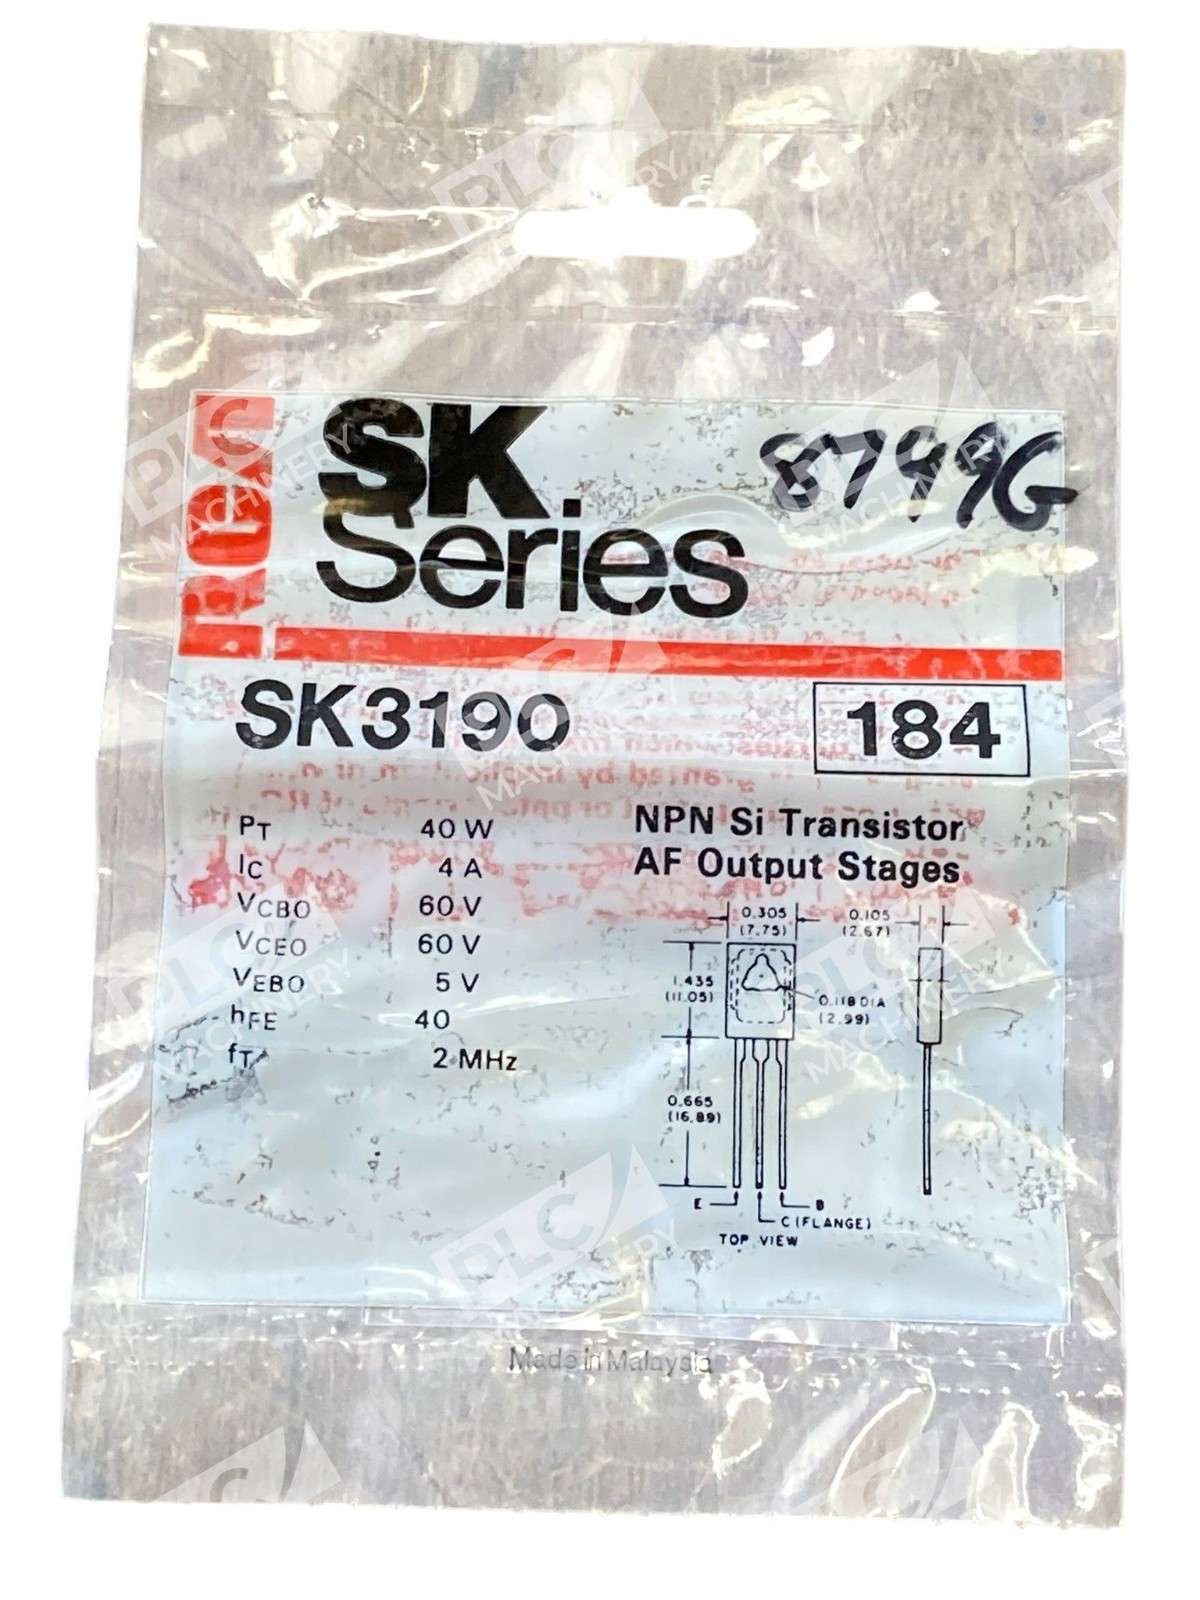 RCA
SK
Series
8799G
SK3190
184
PT 40 W
IC 4 A
VCBO 60 V
VCEO 60 V
VEBO 5 V
hFE 40
fT 2 MHz
NPN Si Transistor
AF Output Stages
0.305
(7.75)
0.105
(2.67)
.435
(11.05)
0.118 DIA
(2.99)
0.665
(16.89)
E
B
C (FLANGE)
TOP VIEW
Made in Malaysia
PLC
MACHINERY